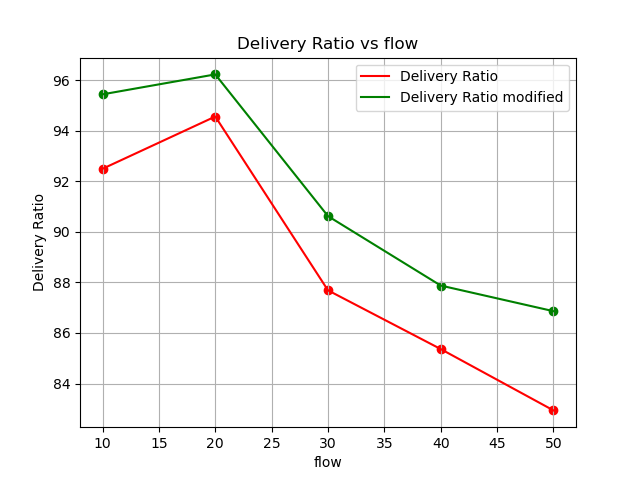 Delivery Ratio vs flow
Delivery Ratio
Delivery Ratio modified
Delivery Ratio
96
94
92
90
88
86
84
10 15 20 25 30 35 40 45 50
flow